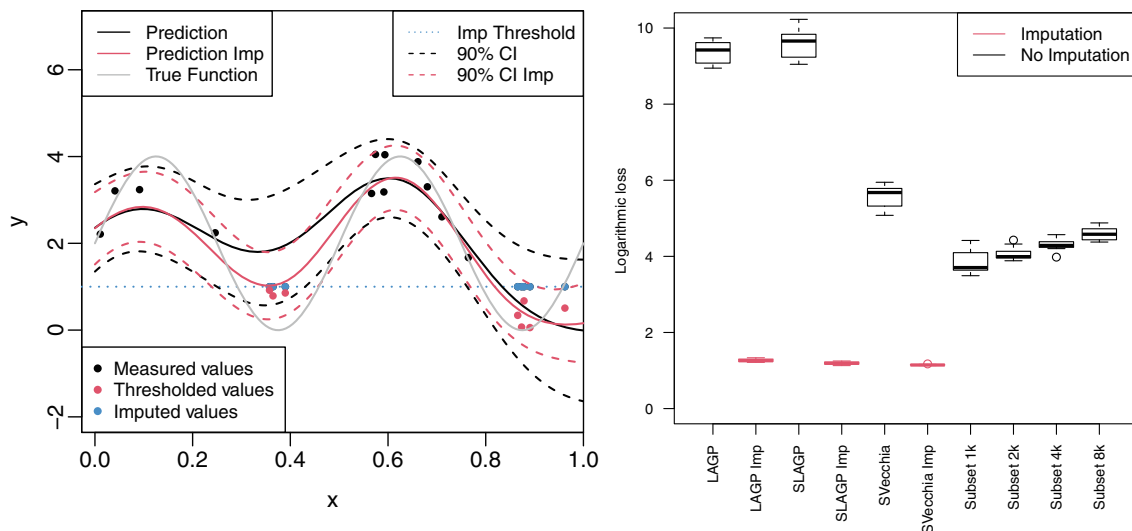 Prediction
Prediction Imp
True Function
Imp Threshold
90% CI
90% CI Imp
Measured values
Thresholded values
Imputed values
y
6
4
2
0
−2
0.0 0.2 0.4 0.6 0.8 1.0
x
Imputation
No Imputation
Logarithmic loss
10
8
6
4
2
0
LAGP
LAGP Imp
SLAGP
SLAGP Imp
SVecchia
SVecchia Imp
Subset 1k
Subset 2k
Subset 4k
Subset 8k